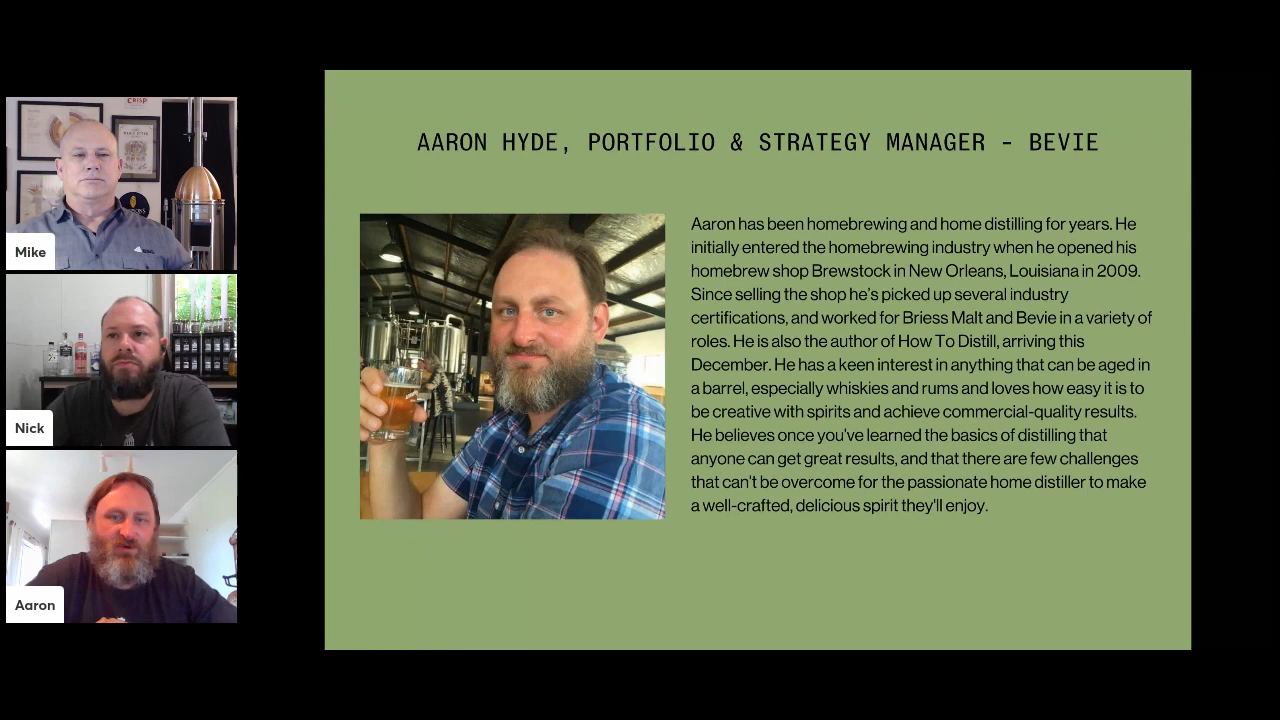 CRISP
Mike
Nick
Aaron
AARON HYDE, PORTFOLIO & STRATEGY MANAGER - BEVIE
Aaron has been homebrewing and home distilling for years. He
initially entered the homebrewing industry when he opened his
homebrew shop Brewstock in New Orleans, Louisiana in 2009.
Since selling the shop he's picked up several industry
certifications, and worked for Briess Malt and Bevie in a variety of
roles. He is also the author of How To Distill, arriving this
December. He has a keen interest in anything that can be aged in
a barrel, especially whiskies and rums and loves how easy it is to
be creative with spirits and achieve commercial-quality results.
He believes once you've learned the basics of distilling that
anyone can get great results, and that there are few challenges
that can't be overcome for the passionate home distiller to make
a well-crafted, delicious spirit they'll enjoy.